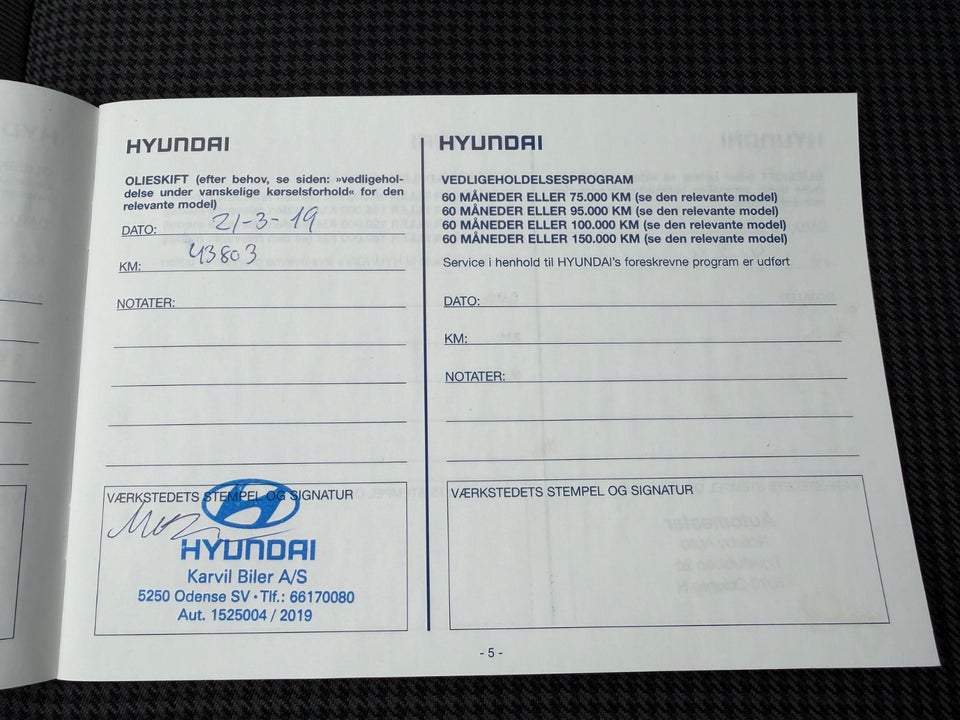 HYUNDAI
OLIESKIFT (efter behov, se siden: »vedligehol-
delse under vanskelige kørselsforhold« for den
relevante model)
DATO: 21-3-19
KM: 43803
NOTATER:
VÆRKSTEDETS STEMPEL OG SIGNATUR
HYUNDAI
Karvil Biler A/S
5250 Odense SV • Tlf.: 66170080
Aut. 1525004 / 2019
HYUNDAI
VEDLIGEHOLDELSESPROGRAM
60 MÅNEDER ELLER 75.000 KM (se den relevante model)
60 MÅNEDER ELLER 95.000 KM (se den relevante model)
60 MÅNEDER ELLER 100.000 KM (se den relevante model)
60 MÅNEDER ELLER 150.000 KM (se den relevante model)
Service i henhold til HYUNDAI's foreskrevne program er udført
DATO:
KM:
NOTATER:
VÆRKSTEDETS STEMPEL OG SIGNATUR
- 5 -